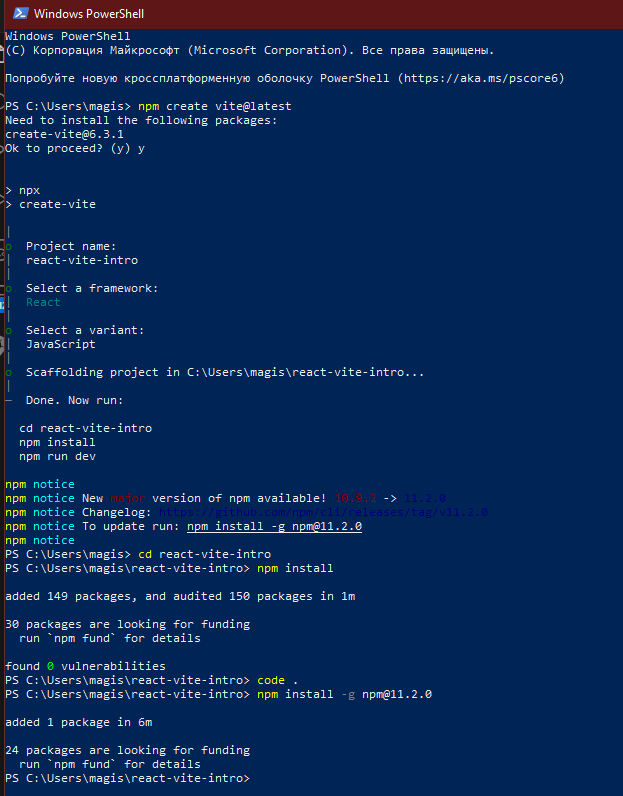 Windows PowerShell
Windows PowerShell
(C) Корпорация Майкрософт (Microsoft Corporation). Все права защищены.
Попробуйте новую кроссплатформенную оболочку PowerShell (https://aka.ms/pscore6)
PS C:\Users\magis> npm create vite@latest
Need to install the following packages:
create-vite@6.3.1
Ok to proceed? (y) y
> npx
> create-vite
Project name:
react-vite-intro
Select a framework:
React
Select a variant:
JavaScript
Scaffolding project in C:\Users\magis\react-vite-intro...
Done. Now run:
cd react-vite-intro
npm install
npm run dev
npm notice
npm notice New major version of npm available! 10.9.2 -> 11.2.0
npm notice Changelog: https://github.com/npm/cli/releases/tag/v11.2.0
npm notice To update run: npm install -g npm@11.2.0
npm notice
PS C:\Users\magis> cd react-vite-intro
PS C:\Users\magis\react-vite-intro> npm install
added 149 packages, and audited 150 packages in 1m
30 packages are looking for funding
run `npm fund` for details
found 0 vulnerabilities
PS C:\Users\magis\react-vite-intro> code .
PS C:\Users\magis\react-vite-intro> npm install -g npm@11.2.0
added 1 package in 6m
24 packages are looking for funding
run `npm fund` for details
PS C:\Users\magis\react-vite-intro>